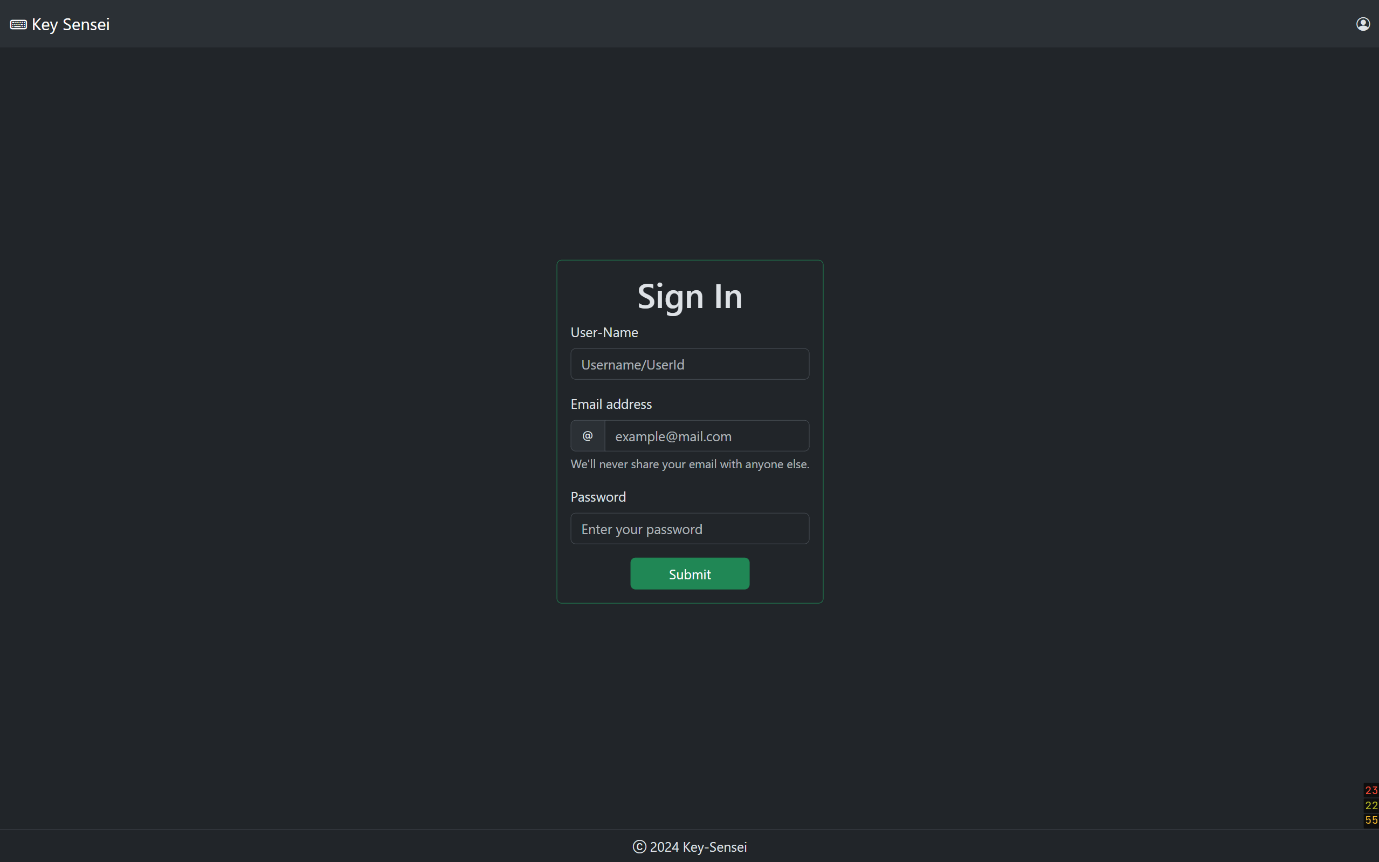 Key Sensei
Sign In
User-Name
Username/UserId
Email address
@ example@mail.com
We'll never share your email with anyone else.
Password
Enter your password
Submit
23
22
55
© 2024 Key-Sensei